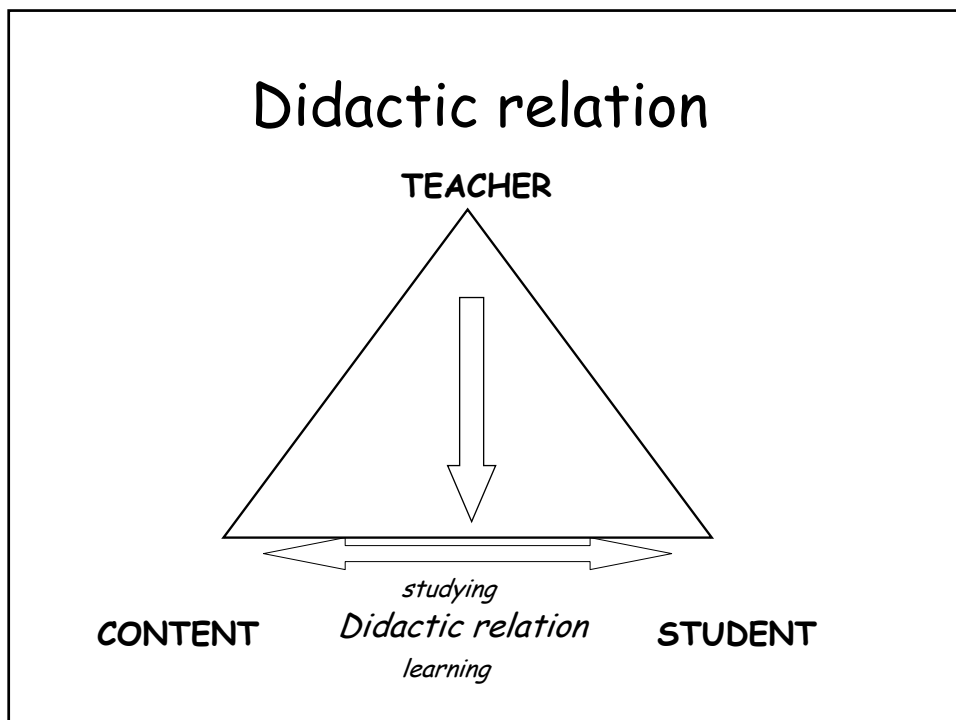 Didactic relation
TEACHER
studying
CONTENT
Didactic relation
STUDENT
learning